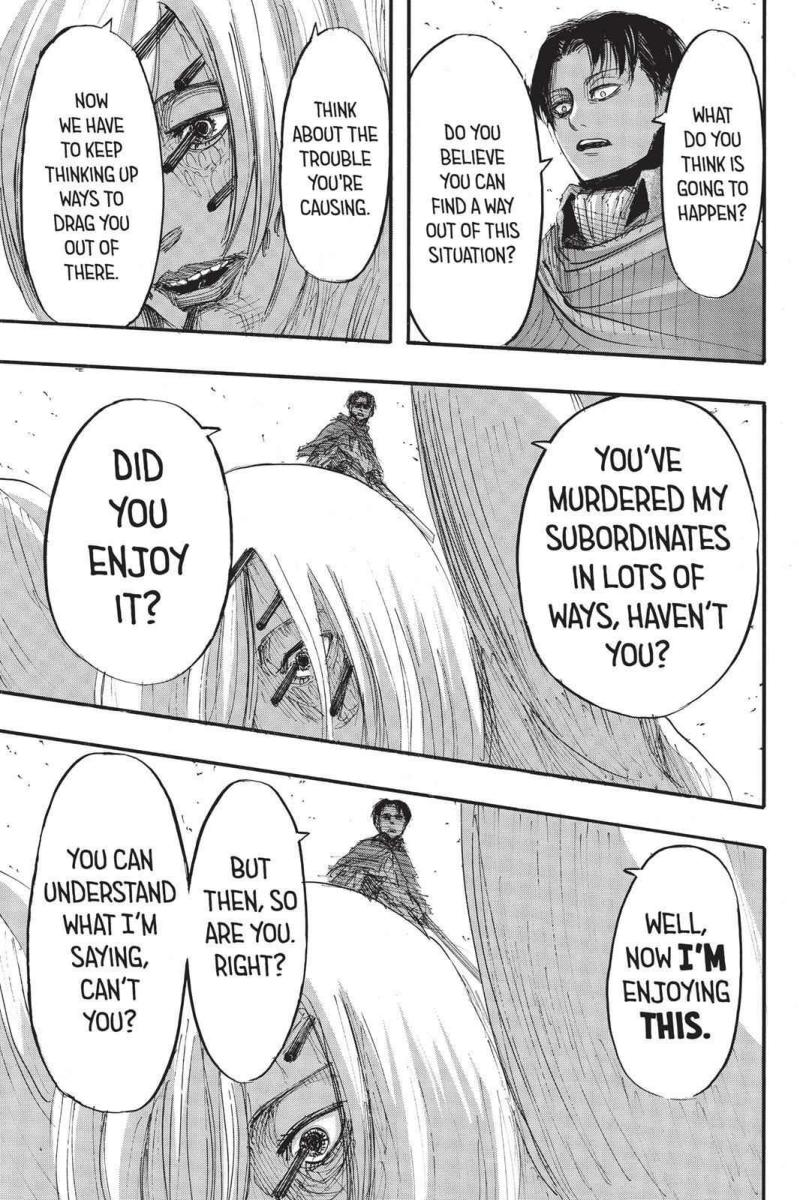 WHAT
DO YOU
THINK IS
GOING TO
HAPPEN?
DO YOU
BELIEVE
YOU CAN
FIND A WAY
OUT OF THIS
SITUATION?
THINK
ABOUT THE
TROUBLE
YOU'RE
CAUSING.
NOW
WE HAVE
TO KEEP
THINKING UP
WAYS TO
DRAG YOU
OUT OF
THERE.
YOU'VE
MURDERED MY
SUBORDINATES
IN LOTS OF
WAYS, HAVEN'T
YOU?
DID
YOU
ENJOY
IT?
WELL,
NOW I'M
ENJOYING
THIS.
BUT
THEN, SO
ARE YOU.
RIGHT?
YOU CAN
UNDERSTAND
WHAT I'M
SAYING,
CAN'T
YOU?